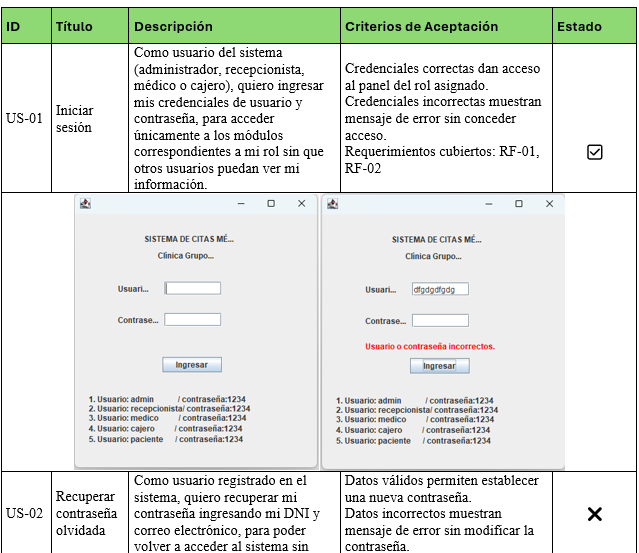 ID Título Descripción Criterios de Aceptación Estado
US-01
Iniciar
sesión
Como usuario del sistema
(administrador, recepcionista,
médico o cajero), quiero ingresar
mis credenciales de usuario y
contraseña, para acceder
únicamente a los módulos
correspondientes a mi rol sin que
otros usuarios puedan ver mi
información.
Credenciales correctas dan acceso
al panel del rol asignado.
Credenciales incorrectas muestran
mensaje de error sin conceder
acceso.
Requerimientos cubiertos: RF-01,
RF-02
SISTEMA DE CITAS MÉ...
Clínica Grupo...
Usuari...
Contrase...
Ingresar
1. Usuario: admin / contraseña:1234
2. Usuario: recepcionista/ contraseña:1234
3. Usuario: medico / contraseña:1234
4. Usuario: cajero / contraseña:1234
5. Usuario: paciente / contraseña:1234
SISTEMA DE CITAS MÉ...
Clínica Grupo...
Usuari... dfgdgdfgdg
Contrase...
Usuario o contraseña incorrectos.
Ingresar
1. Usuario: admin / contraseña:1234
2. Usuario: recepcionista/ contraseña:1234
3. Usuario: medico / contraseña:1234
4. Usuario: cajero / contraseña:1234
5. Usuario: paciente / contraseña:1234
US-02
Recuperar
contraseña
olvidada
Como usuario registrado en el
sistema, quiero recuperar mi
contraseña ingresando mi DNI y
correo electrónico, para poder
volver a acceder al sistema sin
Datos válidos permiten establecer
una nueva contraseña.
Datos incorrectos muestran
mensaje de error sin modificar la
contraseña.